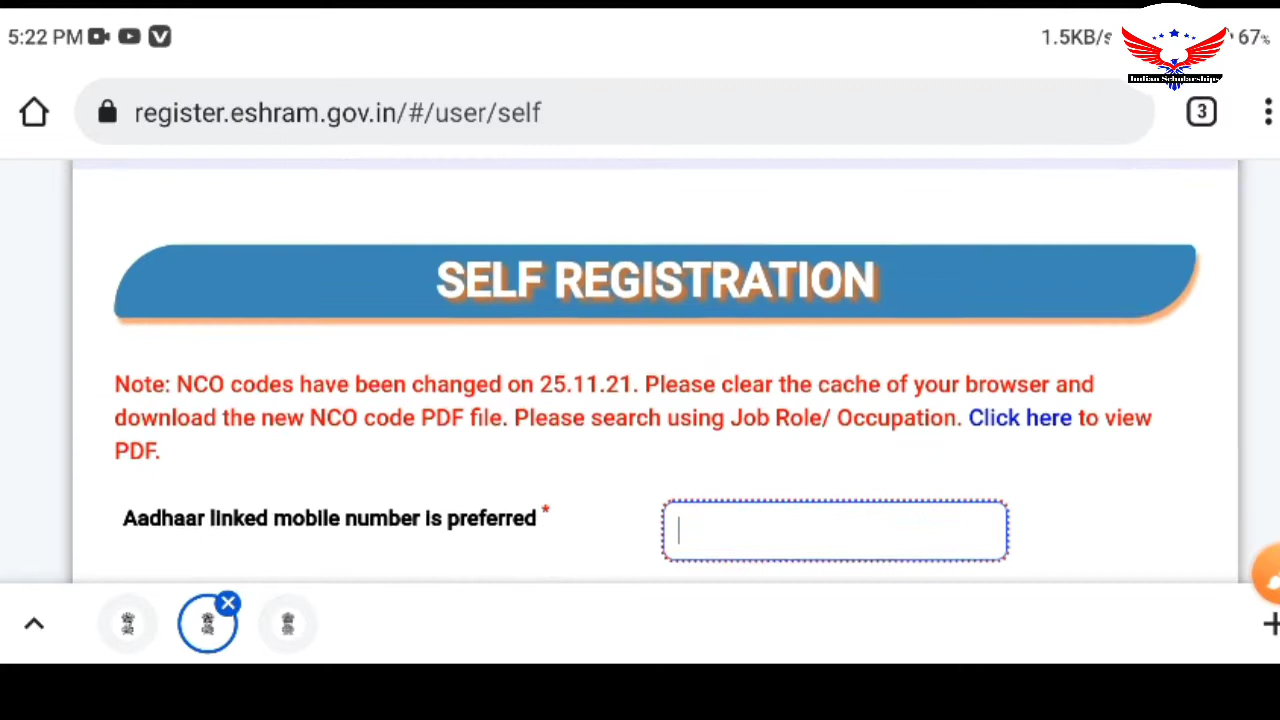 5:22 PM
1.5KB/s
67%
Indian Scholarships
register.eshram.gov.in/#/user/self
3
SELF REGISTRATION
Note: NCO codes have been changed on 25.11.21. Please clear the cache of your browser and
download the new NCO code PDF file. Please search using Job Role/ Occupation. Click here to view
PDF.
Aadhaar linked mobile number is preferred *